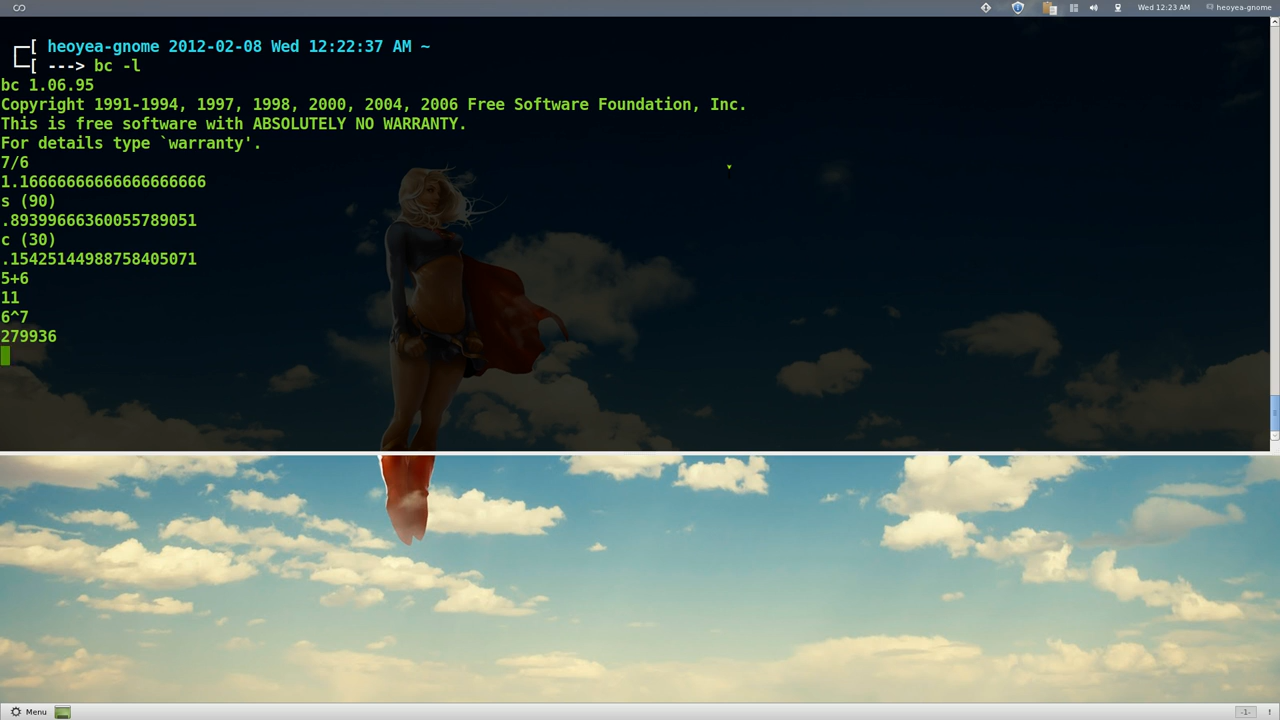 Wed 12:23 AM heoyea-gnome
[ heoyea-gnome 2012-02-08 Wed 12:22:37 AM ~
[ ---> bc -l
bc 1.06.95
Copyright 1991-1994, 1997, 1998, 2000, 2004, 2006 Free Software Foundation, Inc.
This is free software with ABSOLUTELY NO WARRANTY.
For details type `warranty'.
7/6
1.16666666666666666666
s (90)
.89399666360055789051
c (30)
.15425144988758405071
5+6
11
6^7
279936
Menu -1- !